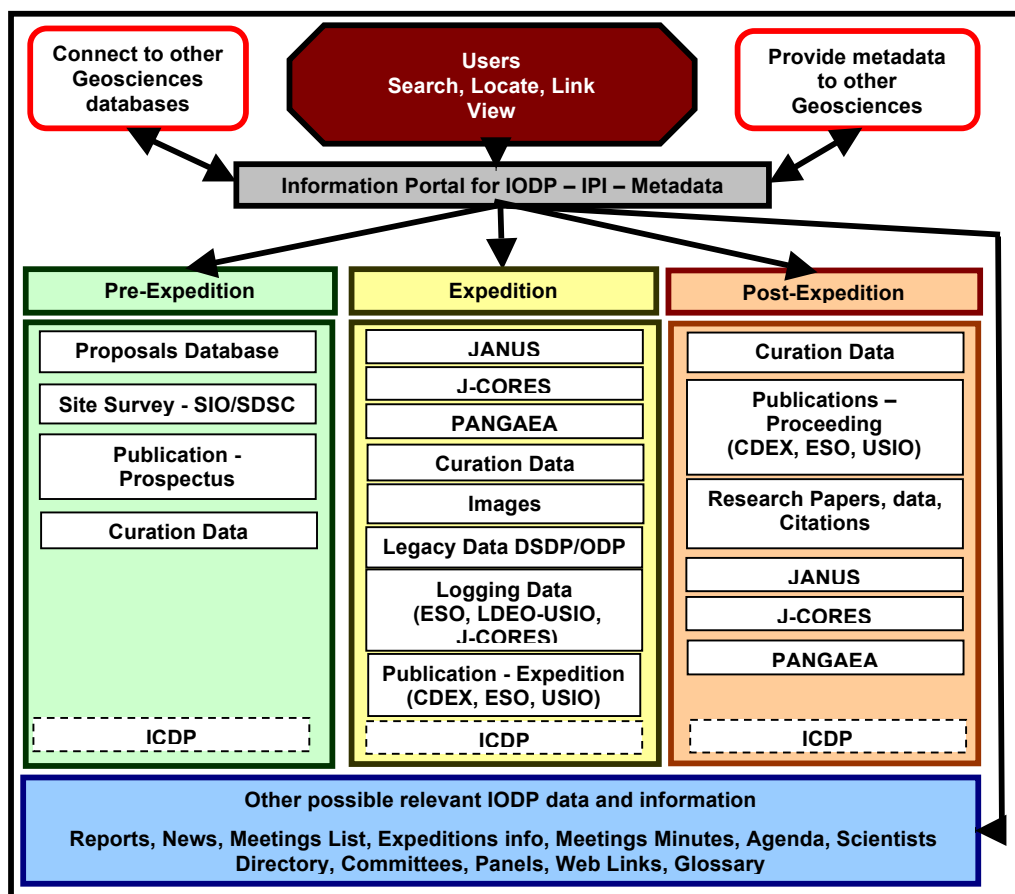 Connect to other
Geosciences
databases
Users
Search, Locate, Link
View
Provide metadata
to other
Geosciences
Information Portal for IODP – IPI – Metadata
Pre-Expedition
Proposals Database
Site Survey - SIO/SDSC
Publication -
Prospectus
Curation Data
ICDP
Expedition
JANUS
J-CORES
PANGAEA
Curation Data
Images
Legacy Data DSDP/ODP
Logging Data
(ESO, LDEO-USIO,
J-CORES)
Publication - Expedition
(CDEX, ESO, USIO)
ICDP
Post-Expedition
Curation Data
Publications –
Proceeding
(CDEX, ESO, USIO)
Research Papers, data,
Citations
JANUS
J-CORES
PANGAEA
ICDP
Other possible relevant IODP data and information
Reports, News, Meetings List, Expeditions info, Meetings Minutes, Agenda, Scientists
Directory, Committees, Panels, Web Links, Glossary